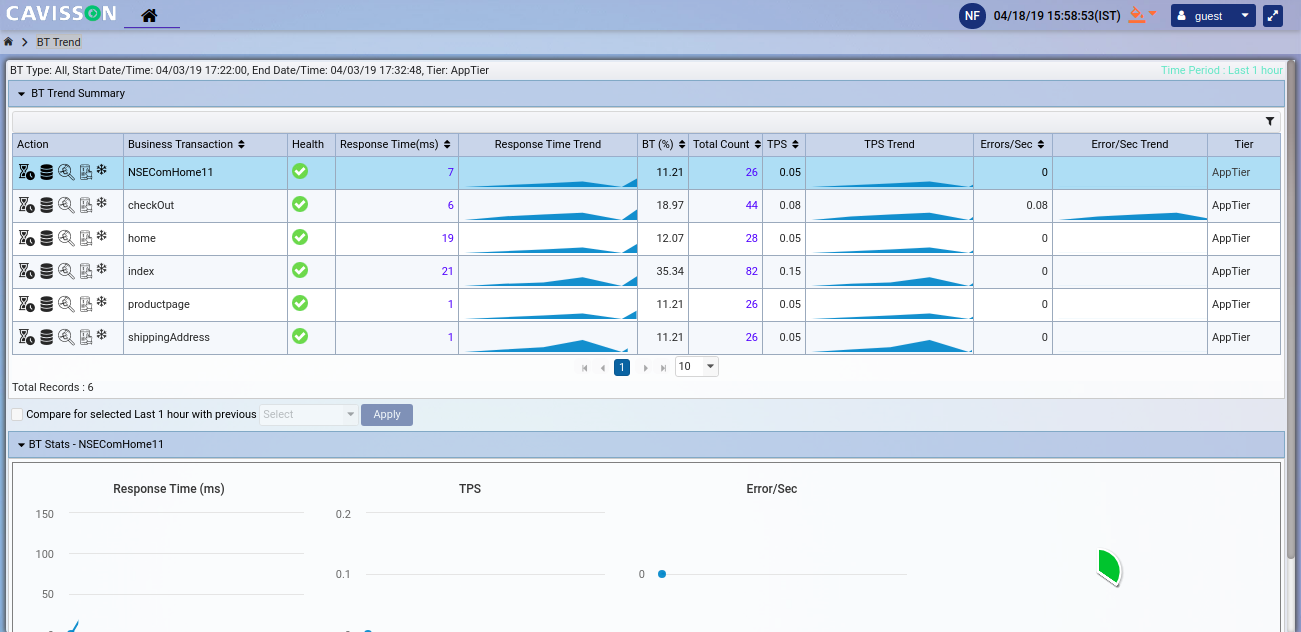 CAVISSON
NF 04/18/19 15:58:53(IST) guest
BT Trend
BT Type: All, Start Date/Time: 04/03/19 17:22:00, End Date/Time: 04/03/19 17:32:48, Tier: AppTier Time Period : Last 1 hour
BT Trend Summary
Action Business Transaction Health Response Time(ms) Response Time Trend BT (%) Total Count TPS TPS Trend Errors/Sec Error/Sec Trend Tier
NSEComHome11 7 11.21 26 0.05 0 AppTier
checkOut 6 18.97 44 0.08 0.08 AppTier
home 19 12.07 28 0.05 0 AppTier
index 21 35.34 82 0.15 0 AppTier
productpage 1 11.21 26 0.05 0 AppTier
shippingAddress 1 11.21 26 0.05 0 AppTier
1 10
Total Records : 6
Compare for selected Last 1 hour with previous Select Apply
BT Stats - NSEComHome11
Response Time (ms) TPS Error/Sec
150 0.2
100 0.1 0
50